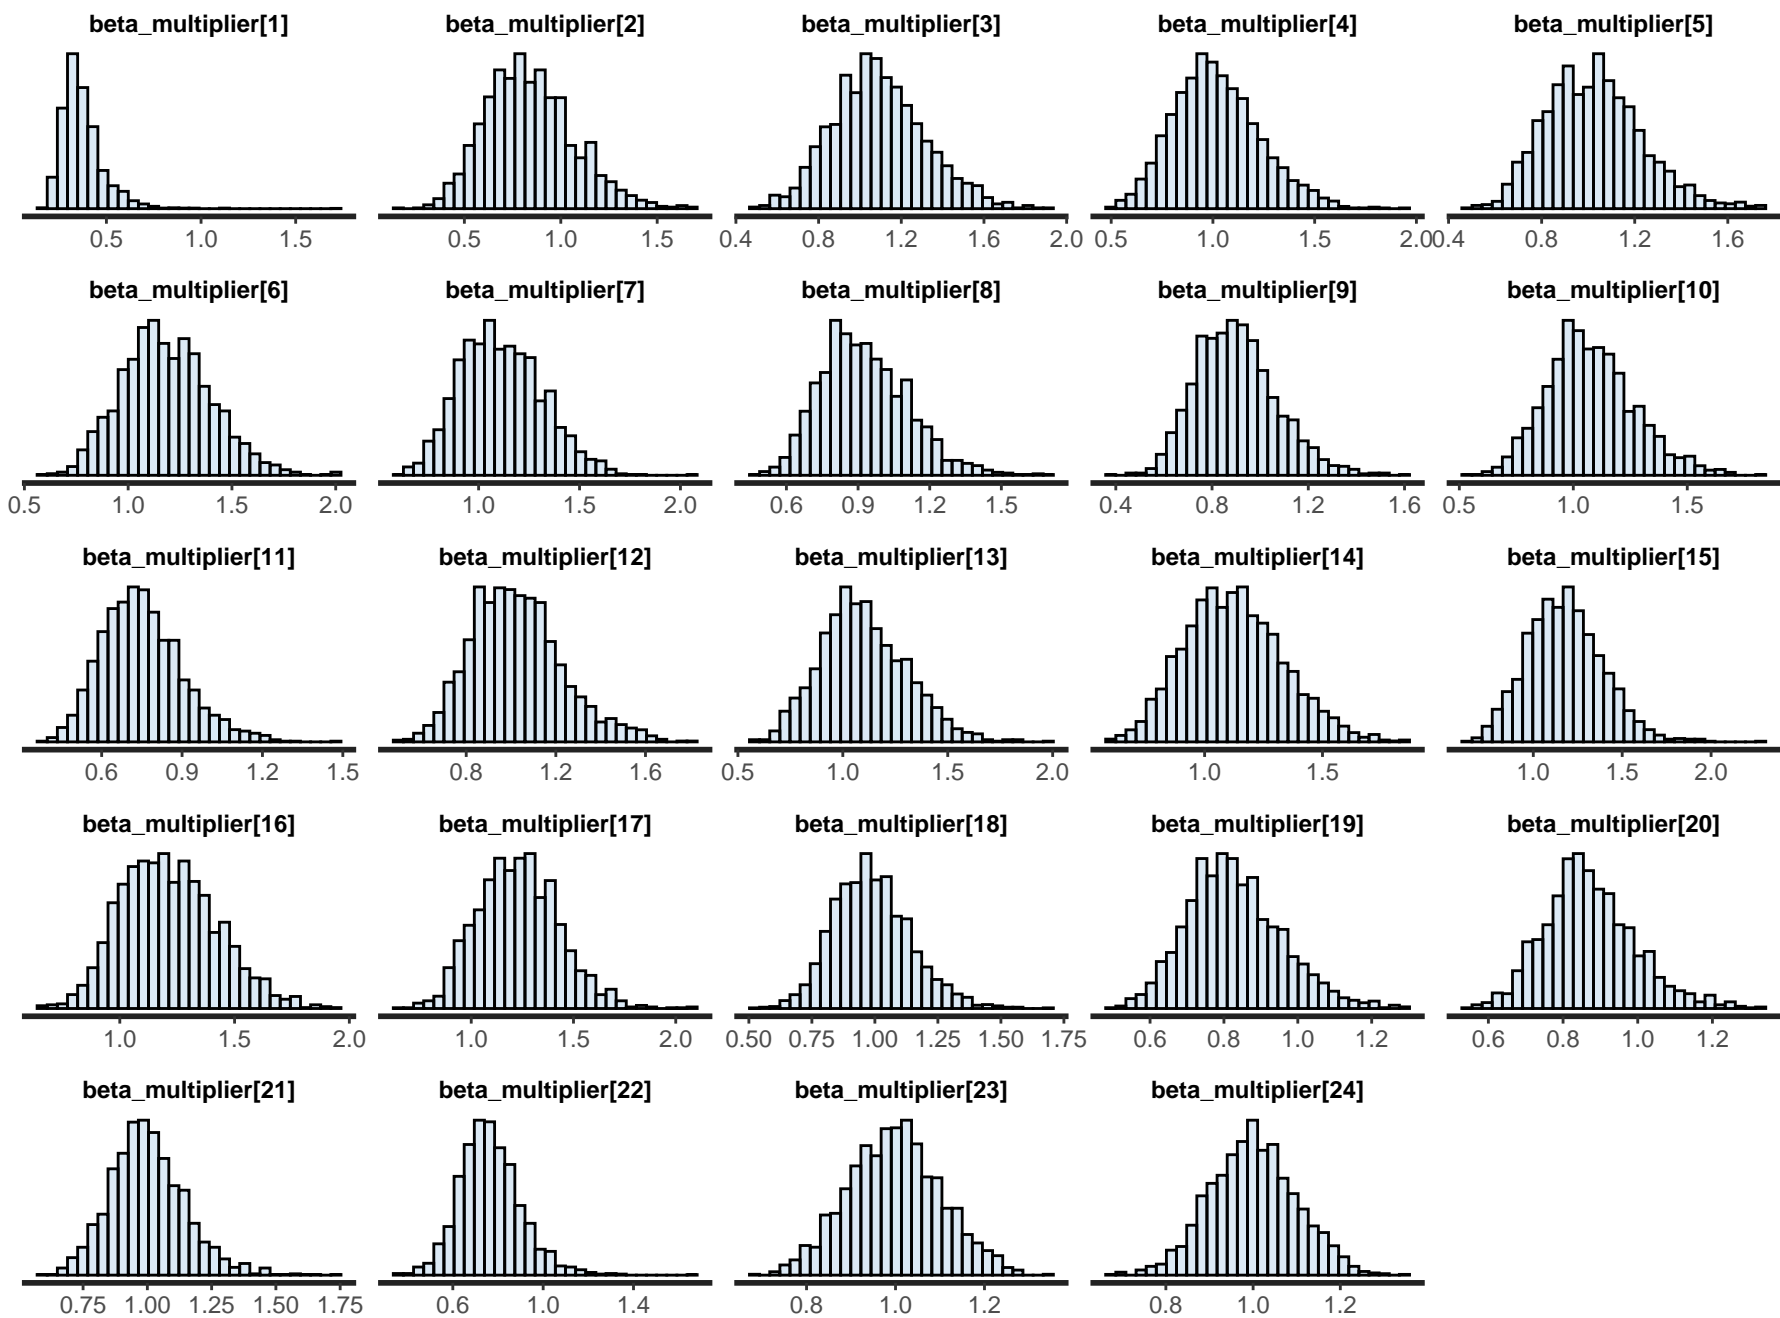 beta_multiplier[1] beta_multiplier[2] beta_multiplier[3] beta_multiplier[4] beta_multiplier[5]
0.5 1.0 1.5 0.5 1.0 1.5 0.4 0.8 1.2 1.6 2.0 0.5 1.0 1.5 2.0 0.4 0.8 1.2 1.6
beta_multiplier[6] beta_multiplier[7] beta_multiplier[8] beta_multiplier[9] beta_multiplier[10]
0.5 1.0 1.5 2.0 1.0 1.5 2.0 0.6 0.9 1.2 1.5 0.4 0.8 1.2 1.6 0.5 1.0 1.5
beta_multiplier[11] beta_multiplier[12] beta_multiplier[13] beta_multiplier[14] beta_multiplier[15]
0.6 0.9 1.2 1.5 0.8 1.2 1.6 0.5 1.0 1.5 2.0 1.0 1.5 1.0 1.5 2.0
beta_multiplier[16] beta_multiplier[17] beta_multiplier[18] beta_multiplier[19] beta_multiplier[20]
1.0 1.5 2.0 1.0 1.5 2.0 0.50 0.75 1.00 1.25 1.50 1.75 0.6 0.8 1.0 1.2 0.6 0.8 1.0 1.2
beta_multiplier[21] beta_multiplier[22] beta_multiplier[23] beta_multiplier[24]
0.75 1.00 1.25 1.50 1.75 0.6 1.0 1.4 0.8 1.0 1.2 0.8 1.0 1.2